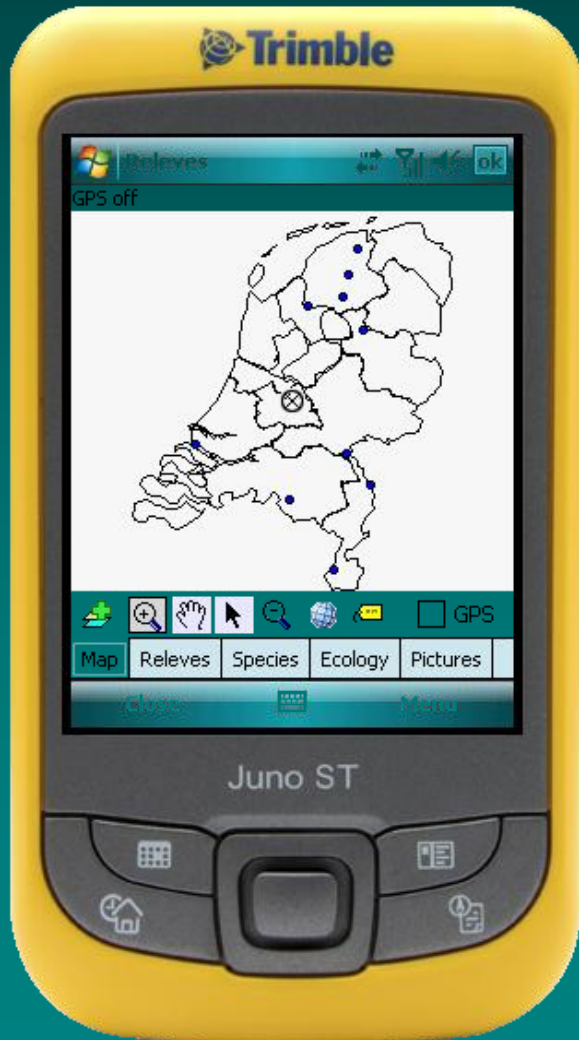 Trimble
Releves ok
GPS off
GPS
Map Releves Species Ecology Pictures
Close Menu
Juno ST